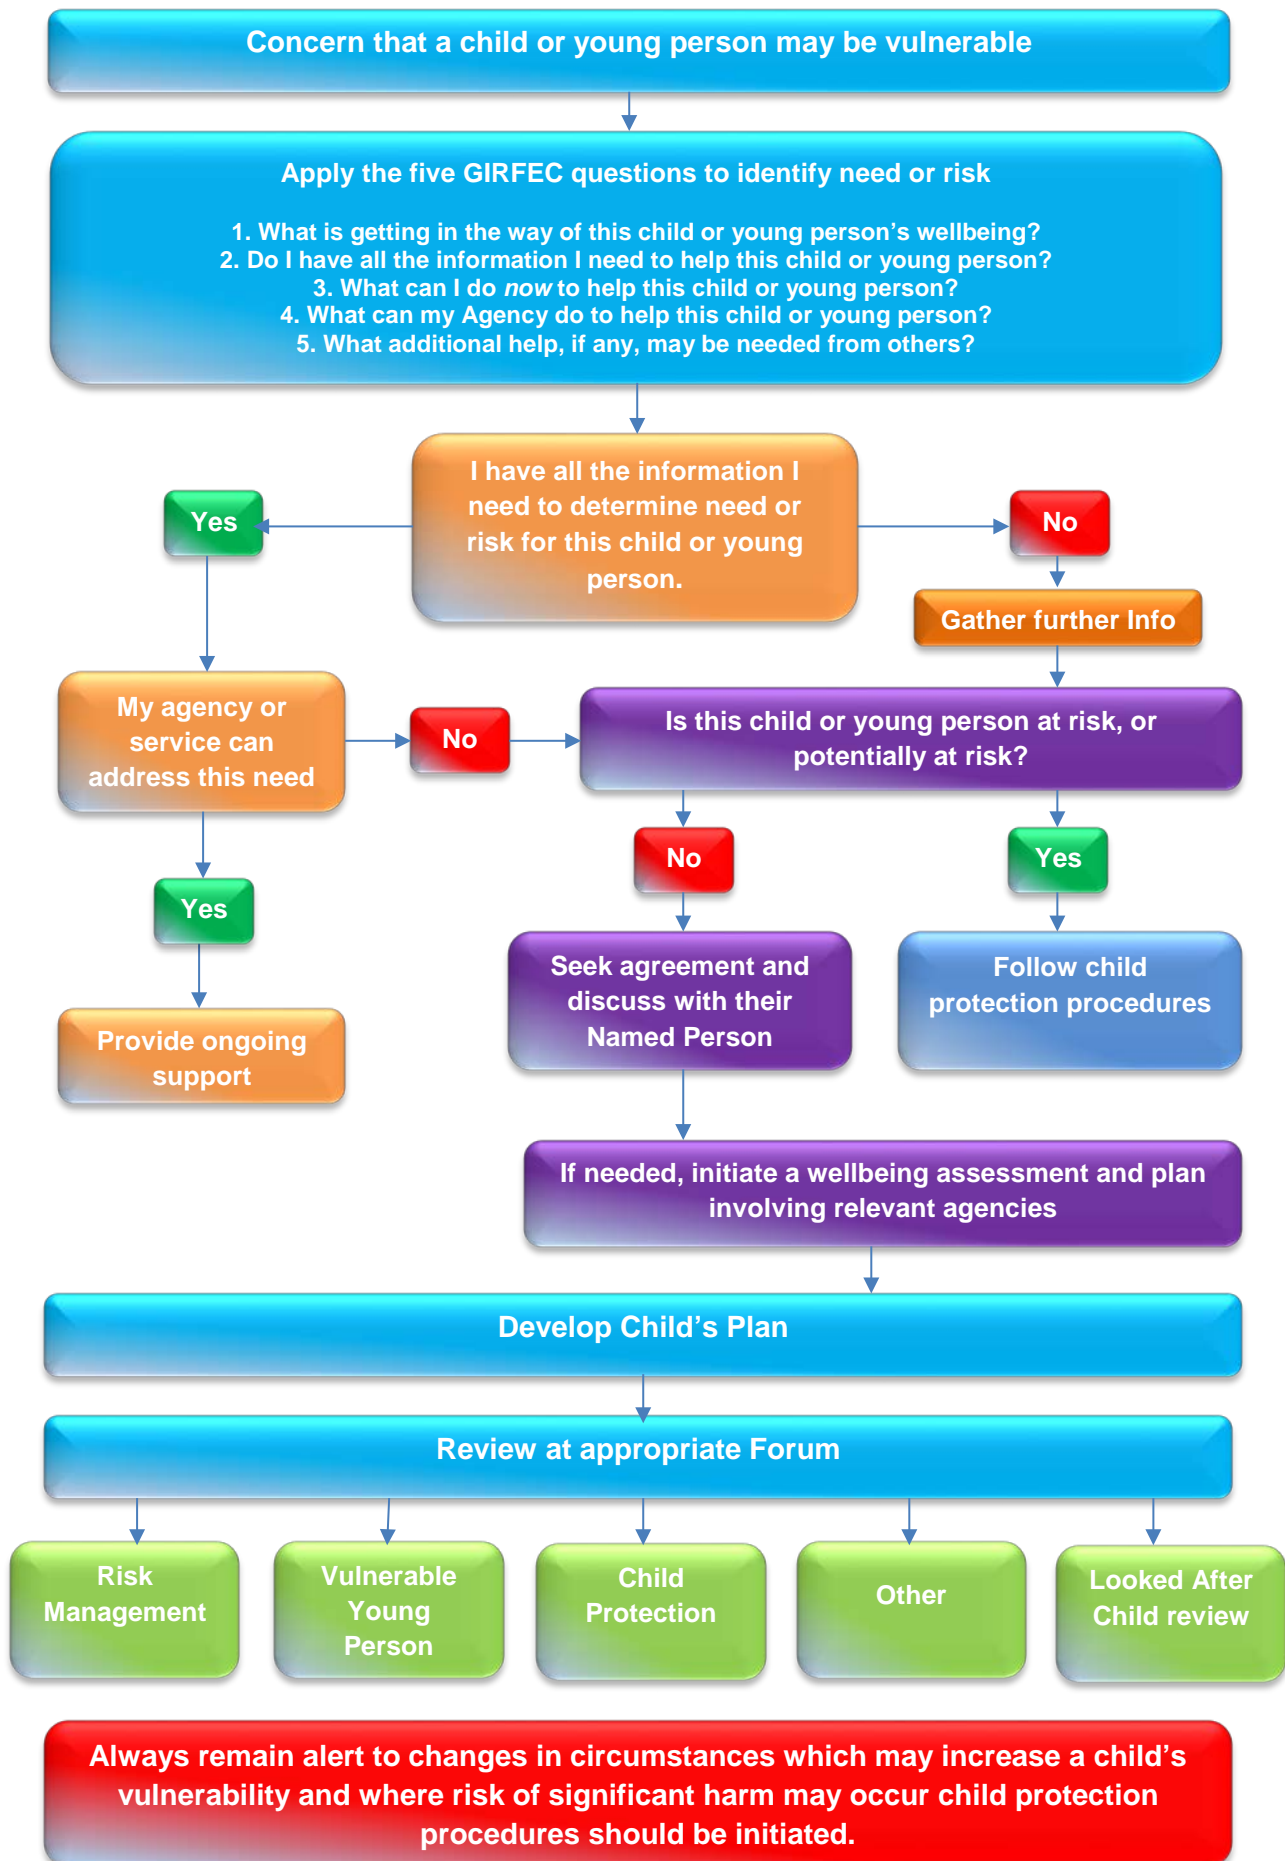 Concern that a child or young person may be vulnerable
Apply the five GIRFEC questions to identify need or risk
1. What is getting in the way of this child or young person’s wellbeing?
2. Do I have all the information I need to help this child or young person?
3. What can I do now to help this child or young person?
4. What can my Agency do to help this child or young person?
5. What additional help, if any, may be needed from others?
I have all the information I
need to determine need or
risk for this child or young
person.
Yes
No
Gather further Info
My agency or
service can
address this need
No
Is this child or young person at risk, or
potentially at risk?
No
Yes
Yes
Seek agreement and
discuss with their
Named Person
Follow child
protection procedures
Provide ongoing
support
If needed, initiate a wellbeing assessment and plan
involving relevant agencies
Develop Child’s Plan
Review at appropriate Forum
Risk
Management
Vulnerable
Young
Person
Child
Protection
Other
Looked After
Child review
Always remain alert to changes in circumstances which may increase a child’s
vulnerability and where risk of significant harm may occur child protection
procedures should be initiated.